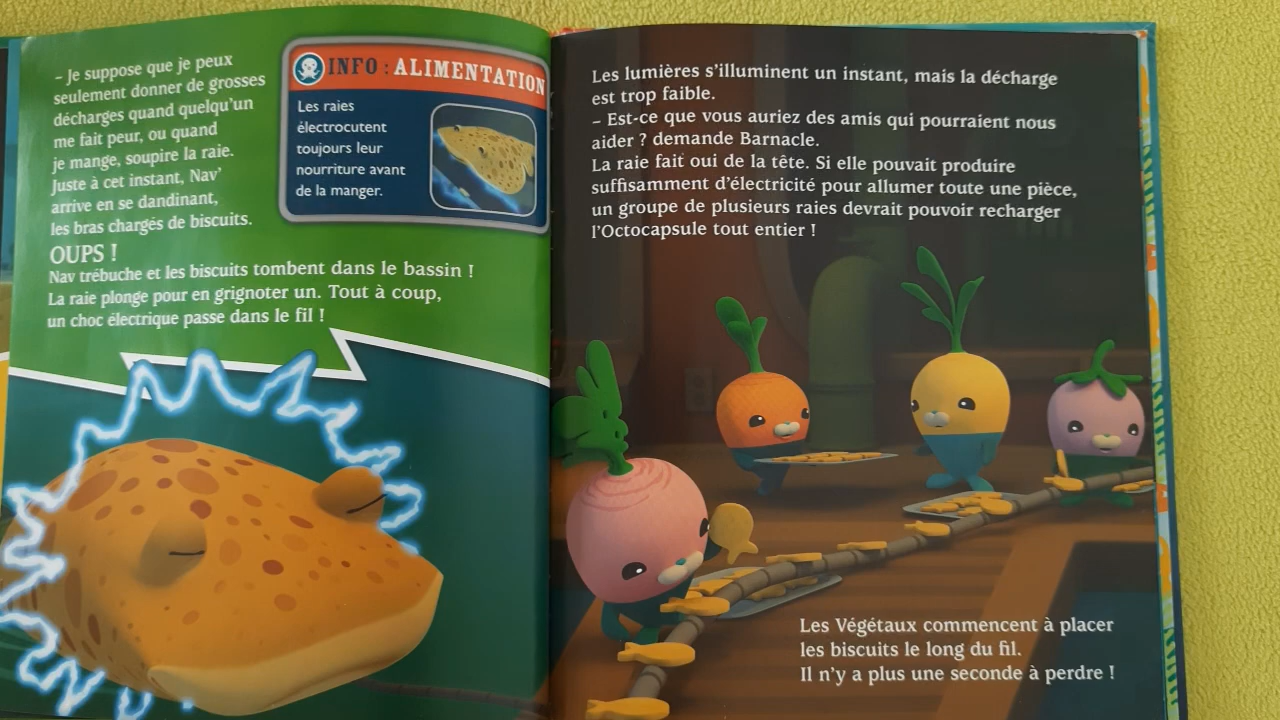 – Je suppose que je peux
seulement donner de grosses
décharges quand quelqu'un
me fait peur, ou quand
je mange, soupire la raie.
Juste à cet instant, Nav'
arrive en se dandinant,
les bras chargés de biscuits.
OUPS !
Nav trébuche et les biscuits tombent dans le bassin !
La raie plonge pour en grignoter un. Tout à coup,
un choc électrique passe dans le fil !
INFO : ALIMENTATION
Les raies
électrocutent
toujours leur
nourriture avant
de la manger.
Les lumières s'illuminent un instant, mais la décharge
est trop faible.
– Est-ce que vous auriez des amis qui pourraient nous
aider ? demande Barnacle.
La raie fait oui de la tête. Si elle pouvait produire
suffisamment d'électricité pour allumer toute une pièce,
un groupe de plusieurs raies devrait pouvoir recharger
l'Octocapsule tout entier !
Les Végétaux commencent à placer
les biscuits le long du fil.
Il n'y a plus une seconde à perdre !